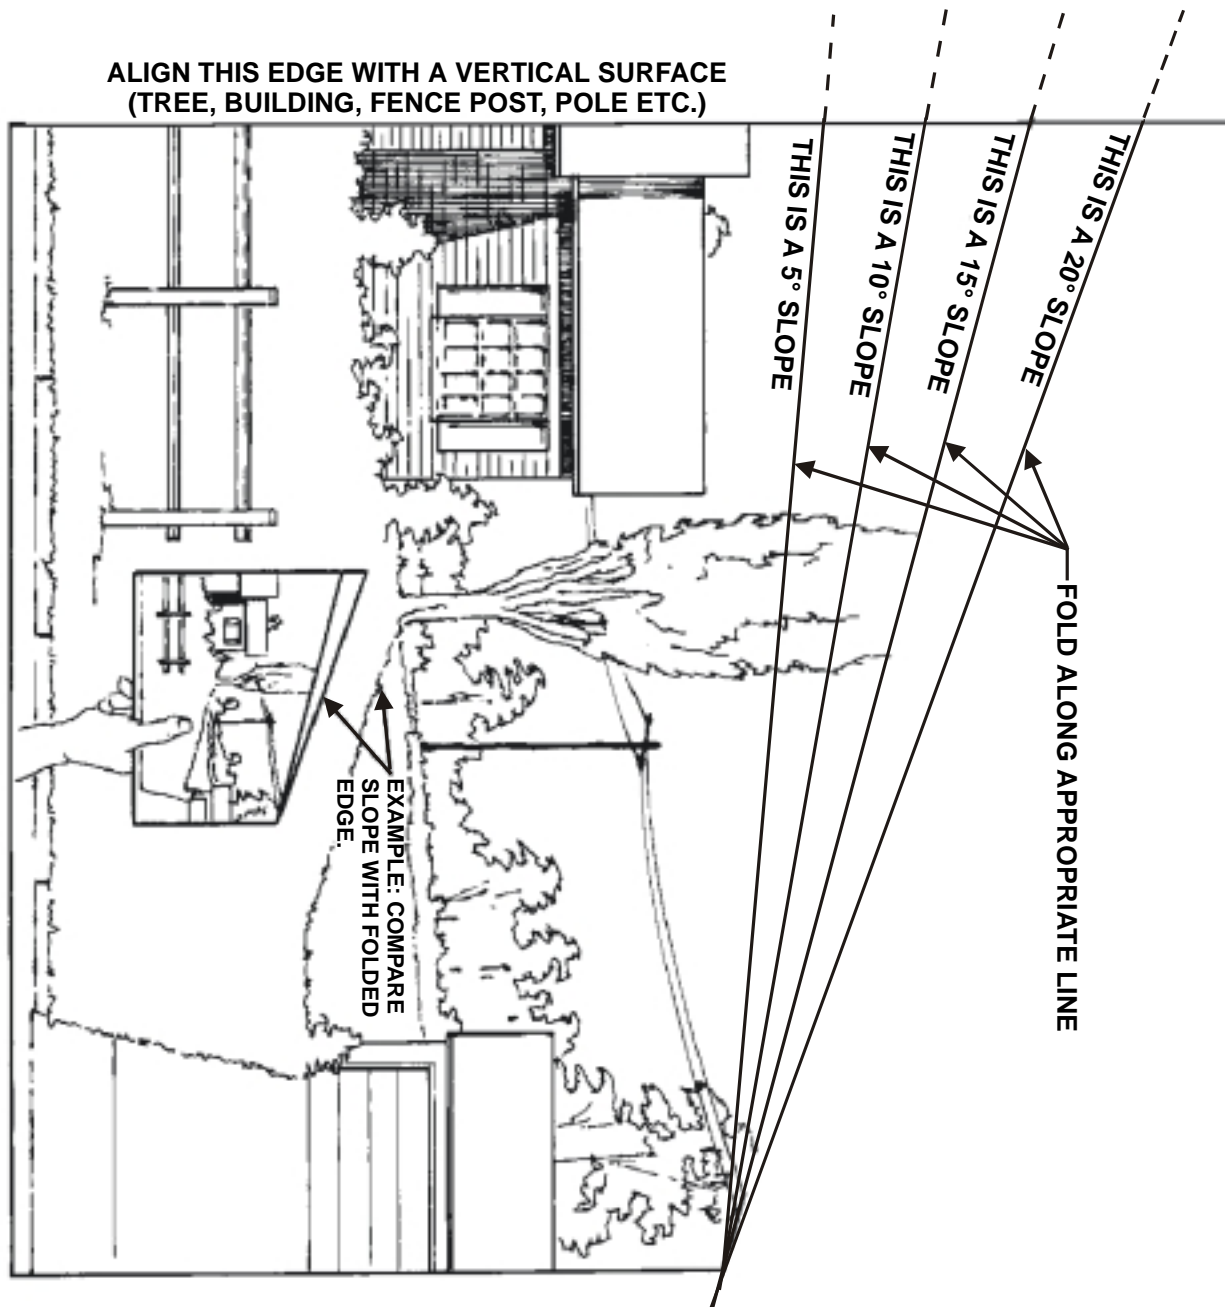 ALIGN THIS EDGE WITH A VERTICAL SURFACE
(TREE, BUILDING, FENCE POST, POLE ETC.)
THIS IS A 5° SLOPE
THIS IS A 10° SLOPE
THIS IS A 15° SLOPE
THIS IS A 20° SLOPE
FOLD ALONG APPROPRIATE LINE
EXAMPLE: COMPARE
SLOPE WITH FOLDED
EDGE.